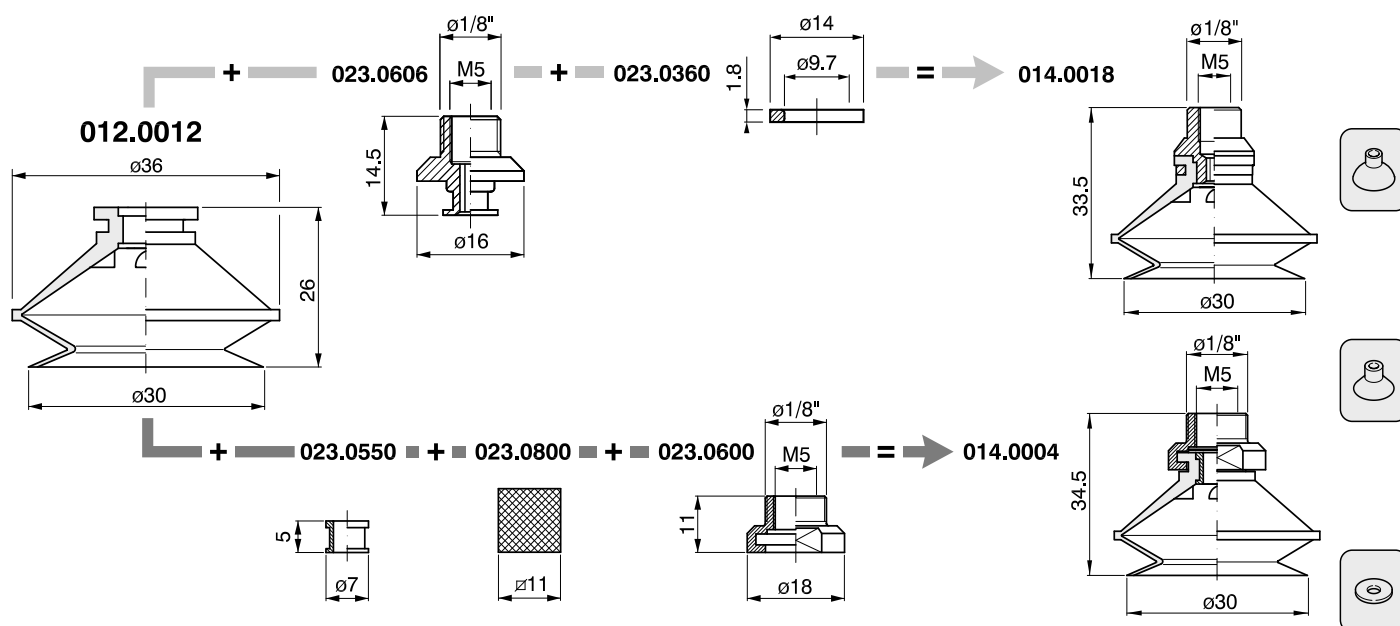 ø1/8"
M5
14.5
ø16
+ 023.0606 + 023.0360 = 014.0018
ø14
ø9.7
1.8
ø1/8"
M5
33.5
ø30
012.0012
ø36
26
ø30
+ 023.0550 + 023.0800 + 023.0600 = 014.0004
5
ø7
□11
ø1/8"
M5
11
ø18
ø1/8"
M5
34.5
ø30